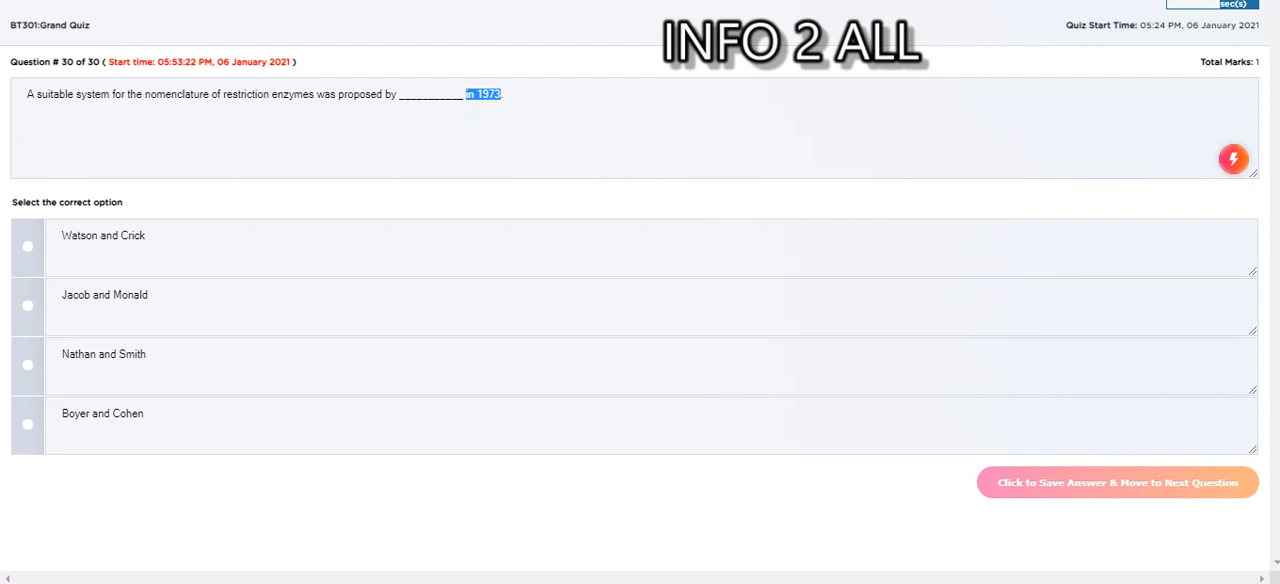 sec(s)
BT301:Grand Quiz
Quiz Start Time: 05:24 PM, 06 January 2021
INFO 2 ALL
Question # 30 of 30 ( Start time: 05:53:22 PM, 06 January 2021 )
Total Marks: 1
A suitable system for the nomenclature of restriction enzymes was proposed by ___________ in 1973.
Select the correct option
Watson and Crick
Jacob and Monald
Nathan and Smith
Boyer and Cohen
Click to Save Answer & Move to Next Question